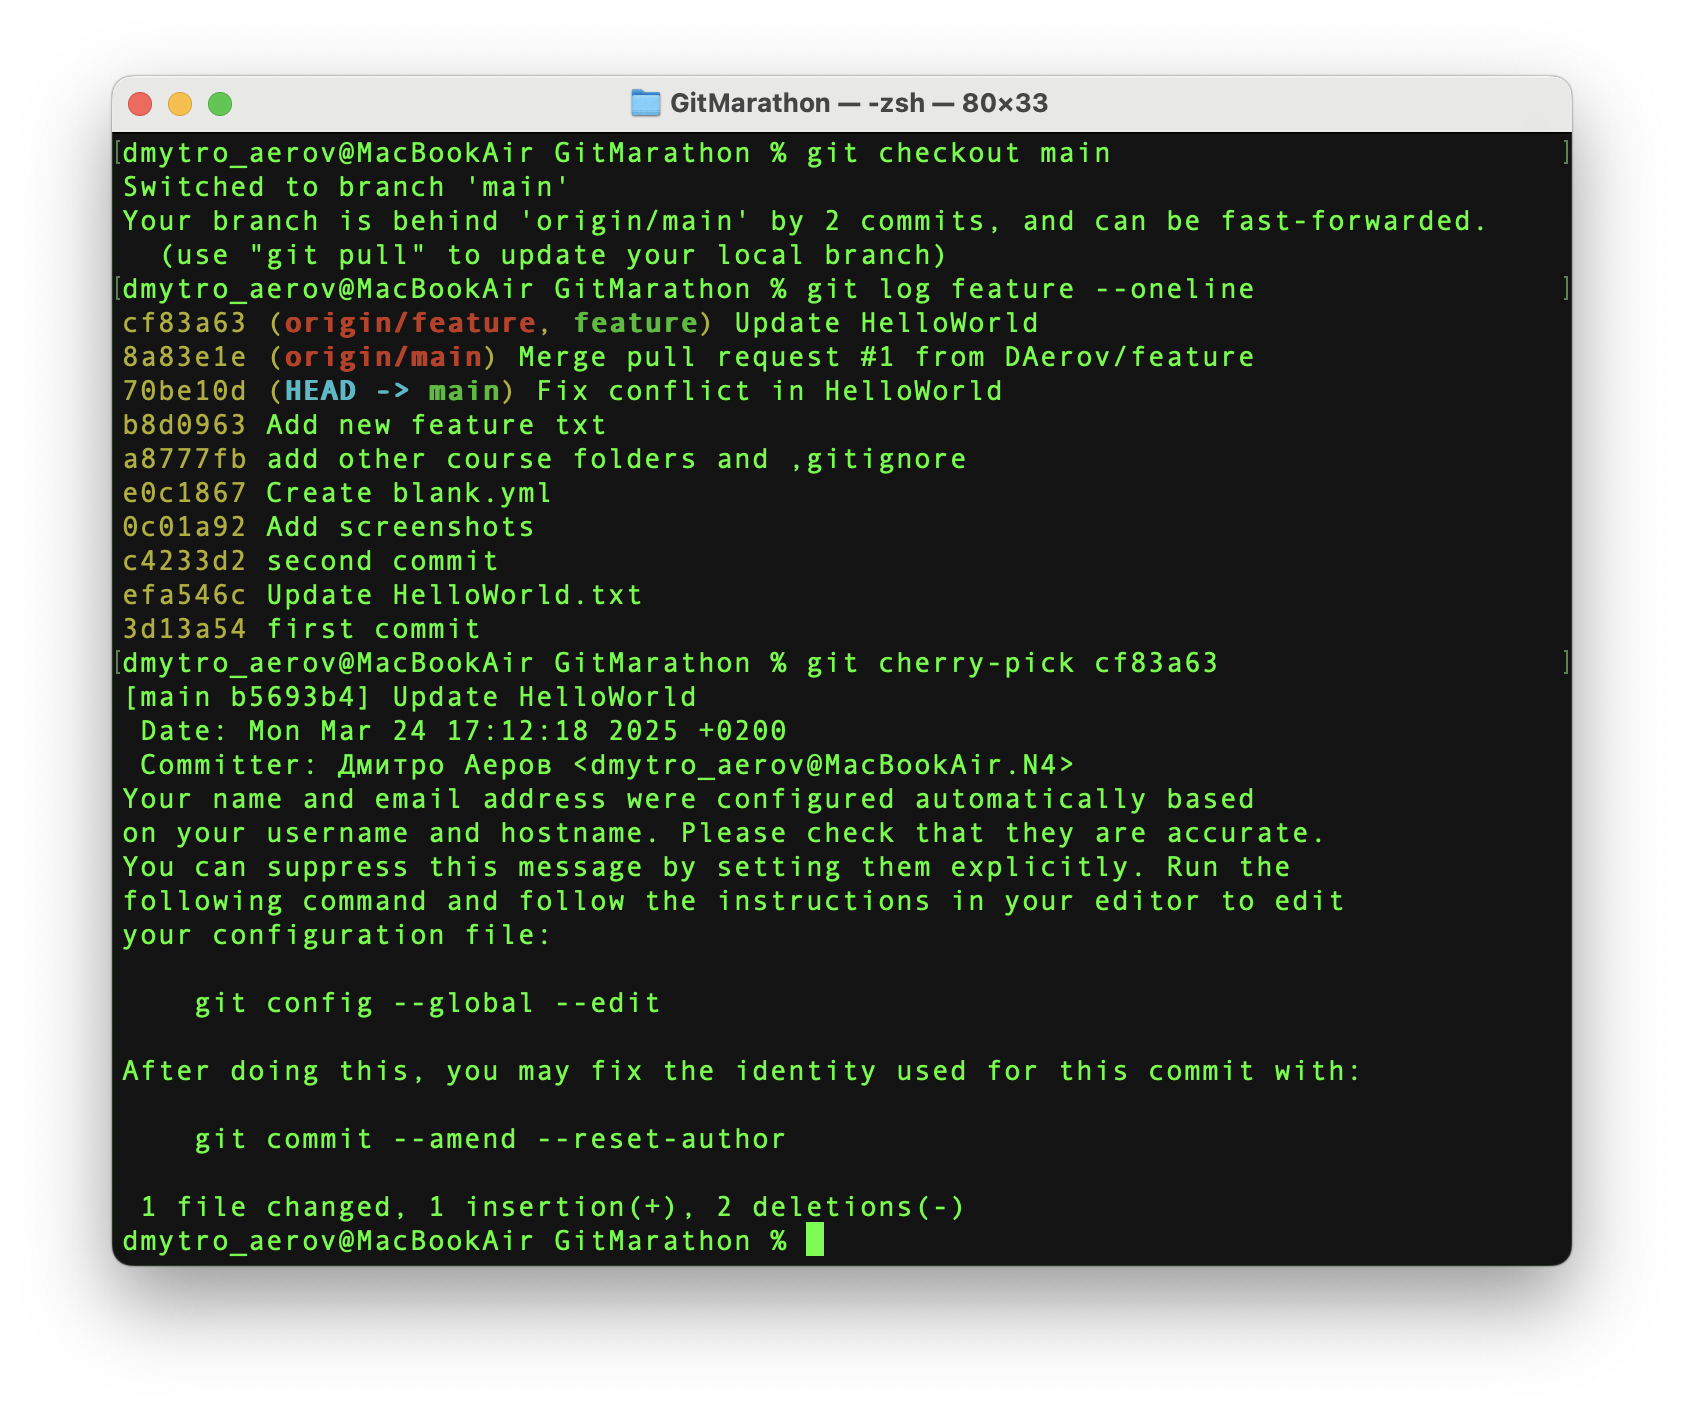 GitMarathon — -zsh — 80×33
dmytro_aerov@MacBookAir GitMarathon % git checkout main
Switched to branch 'main'
Your branch is behind 'origin/main' by 2 commits, and can be fast-forwarded.
  (use "git pull" to update your local branch)
dmytro_aerov@MacBookAir GitMarathon % git log feature --oneline
cf83a63 (origin/feature, feature) Update HelloWorld
8a83e1e (origin/main) Merge pull request #1 from DAerov/feature
70be10d (HEAD -> main) Fix conflict in HelloWorld
b8d0963 Add new feature txt
a8777fb add other course folders and ,gitignore
e0c1867 Create blank.yml
0c01a92 Add screenshots
c4233d2 second commit
efa546c Update HelloWorld.txt
3d13a54 first commit
dmytro_aerov@MacBookAir GitMarathon % git cherry-pick cf83a63
[main b5693b4] Update HelloWorld
 Date: Mon Mar 24 17:12:18 2025 +0200
 Committer: Дмитро Аеров <dmytro_aerov@MacBookAir.N4>
Your name and email address were configured automatically based
on your username and hostname. Please check that they are accurate.
You can suppress this message by setting them explicitly. Run the
following command and follow the instructions in your editor to edit
your configuration file:
    git config --global --edit
After doing this, you may fix the identity used for this commit with:
    git commit --amend --reset-author
 1 file changed, 1 insertion(+), 2 deletions(-)
dmytro_aerov@MacBookAir GitMarathon %